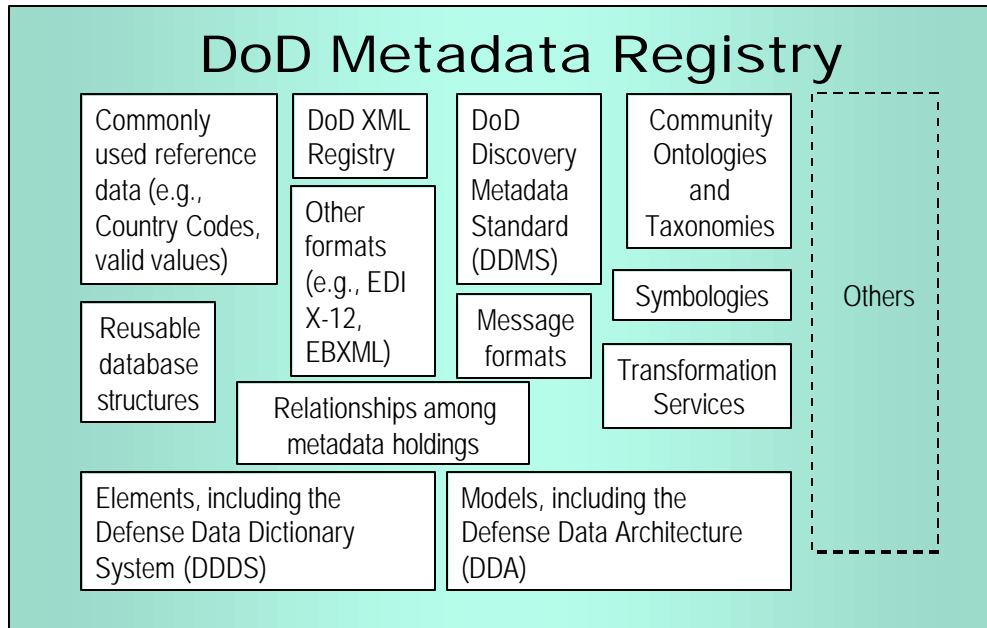 DoD Metadata Registry
Commonly
used reference
data (e.g.,
Country Codes,
valid values)
DoD XML
Registry
Other
formats
(e.g., EDI
X-12,
EBXML)
DoD
Discovery
Metadata
Standard
(DDMS)
Community
Ontologies
and
Taxonomies
Symbologies
Others
Reusable
database
structures
Message
formats
Transformation
Services
Relationships among
metadata holdings
Elements, including the
Defense Data Dictionary
System (DDDS)
Models, including the
Defense Data Architecture
(DDA)